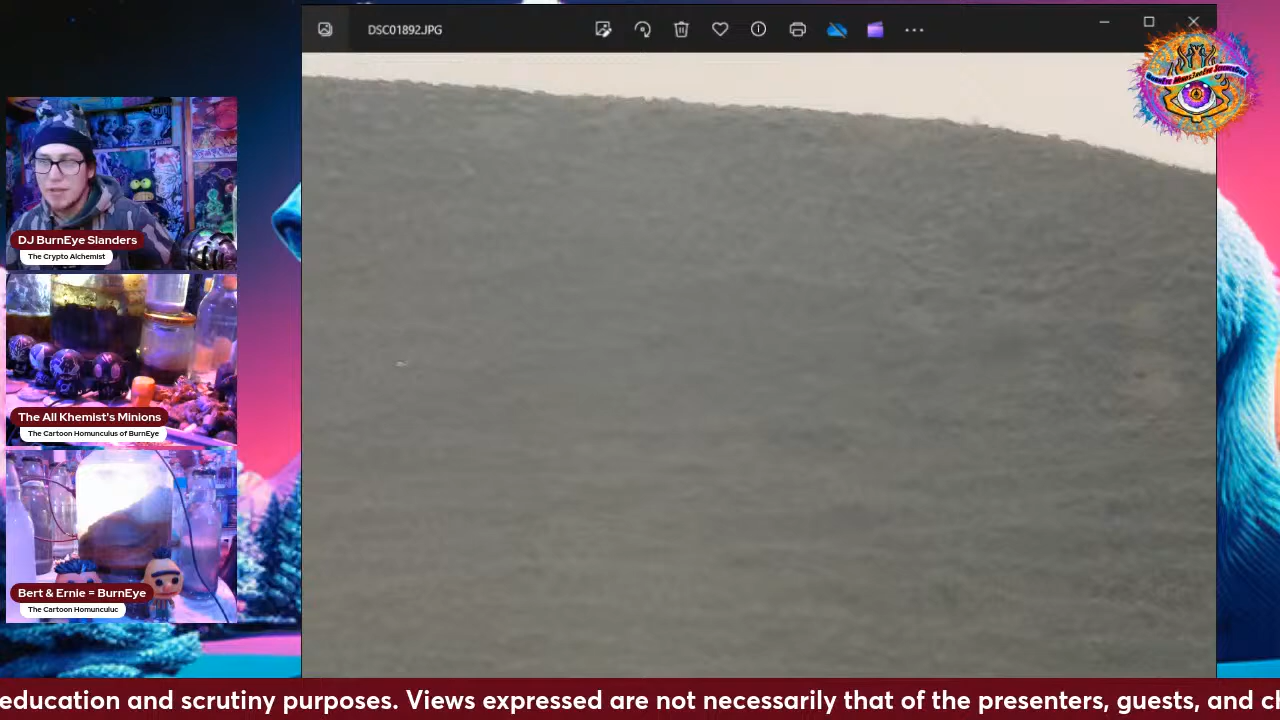 DSC01892.JPG
DJ BurnEye Slanders
The Crypto Alchemist
The All Khemist's Minions
The Cartoon Homunculus of BurnEye
Bert & Ernie = BurnEye
The Cartoon Homunculuc
education and scrutiny purposes. Views expressed are not necessarily that of the presenters, guests, and